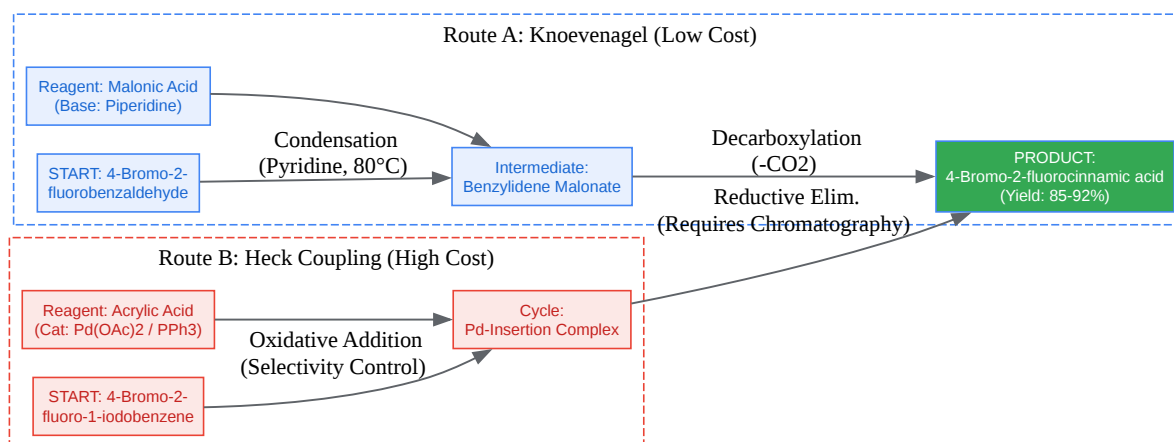 Route A: Knoevenagel (Low Cost)
Reagent: Malonic Acid
(Base: Piperidine)
START: 4-Bromo-2-
fluorobenzaldehyde
Condensation
(Pyridine, 80°C)
Intermediate:
Benzylidene Malonate
Decarboxylation
(-CO2)
PRODUCT:
4-Bromo-2-fluorocinnamic acid
(Yield: 85-92%)
Reductive Elim.
(Requires Chromatography)
Route B: Heck Coupling (High Cost)
Reagent: Acrylic Acid
(Cat: Pd(OAc)2 / PPh3)
START: 4-Bromo-2-
fluoro-1-iodobenzene
Oxidative Addition
(Selectivity Control)
Cycle:
Pd-Insertion Complex